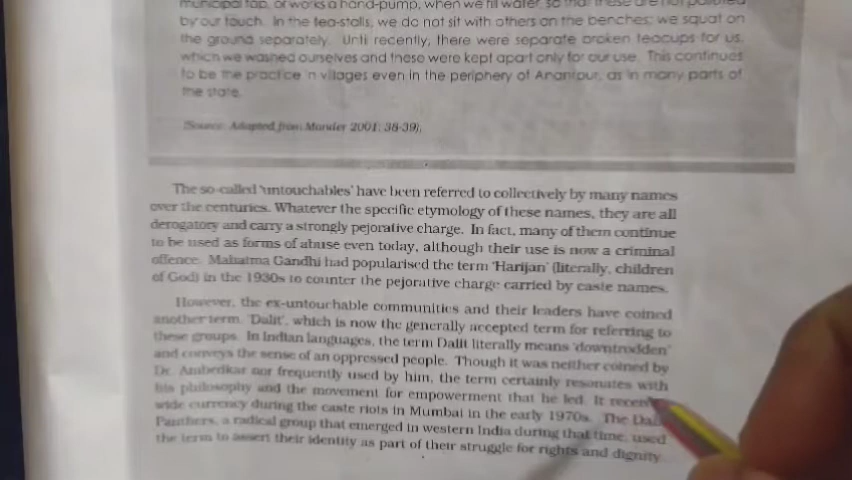 municipal tap, or works a hand-pump, when we fill water, so that these are not polluted
by our touch. In the tea-stalls, we do not sit with others on the benches; we squat on
the ground separately. Until recently, there were separate broken teacups for us,
which we washed ourselves and these were kept apart only for our use. This continues
to be the practice in villages even in the periphery of Anantpur, as in many parts of
the state.
(Source: Adapted from Mander 2001: 38-39).
The so-called 'untouchables' have been referred to collectively by many names
over the centuries. Whatever the specific etymology of these names, they are all
derogatory and carry a strongly pejorative charge. In fact, many of them continue
to be used as forms of abuse even today, although their use is now a criminal
offence. Mahatma Gandhi had popularised the term 'Harijan' (literally, children
of God) in the 1930s to counter the pejorative charge carried by caste names.
However, the ex-untouchable communities and their leaders have coined
another term, 'Dalit', which is now the generally accepted term for referring to
these groups. In Indian languages, the term Dalit literally means 'downtrodden'
and conveys the sense of an oppressed people. Though it was neither coined by
Dr. Ambedkar nor frequently used by him, the term certainly resonates with
his philosophy and the movement for empowerment that he led. It
wide currency during the caste riots in Mumbai in the early 1970s. The
Panthers, a radical group that emerged in western India during that time, used
the term to assert their identity as part of their struggle for rights and dignity.